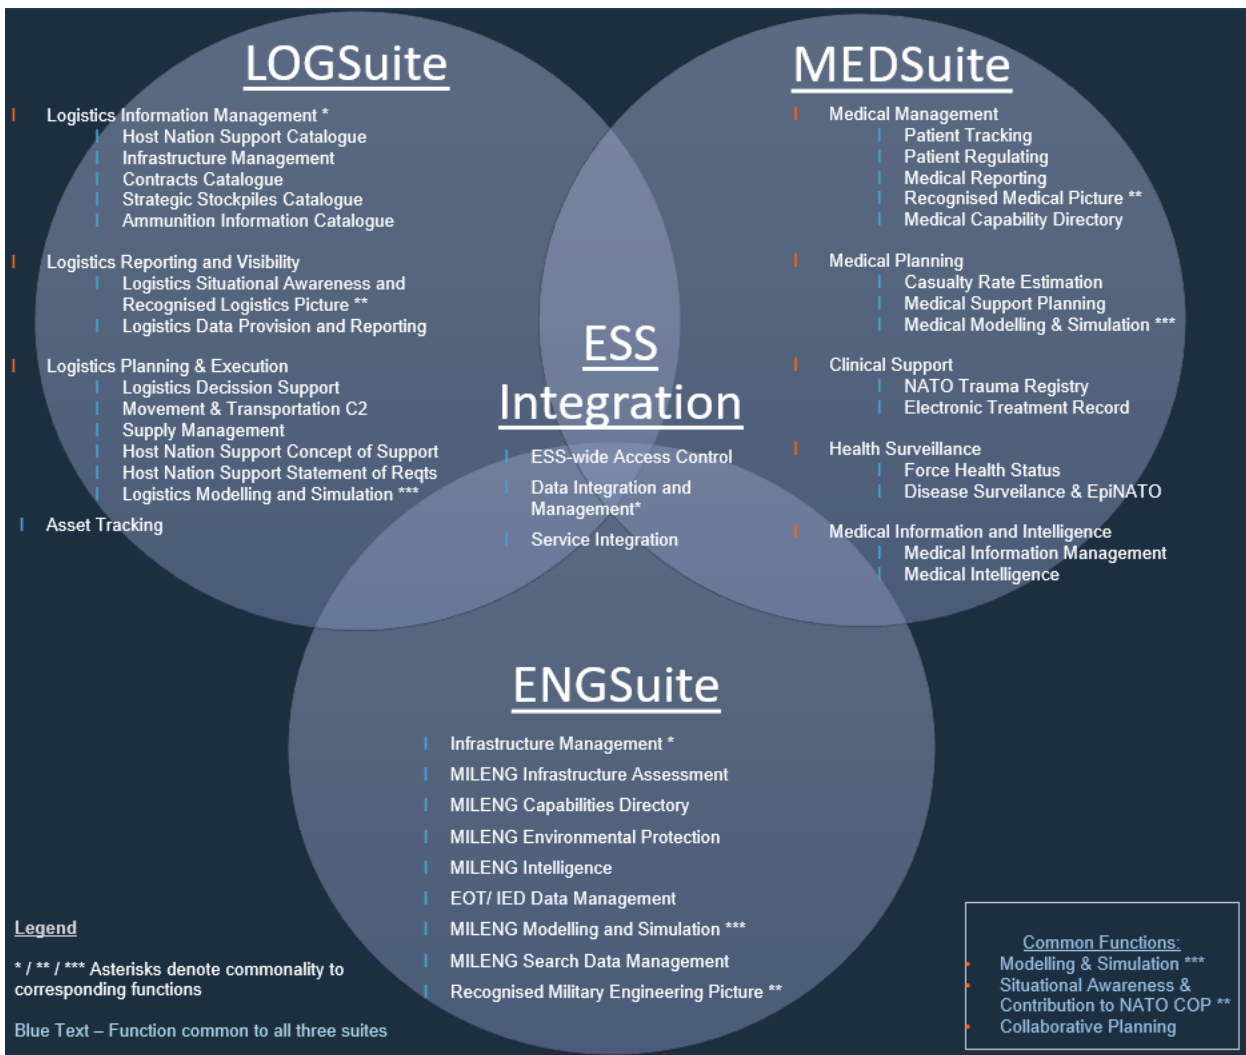 LOGSuite
Logistics Information Management *
Host Nation Support Catalogue
Infrastructure Management
Contracts Catalogue
Strategic Stockpiles Catalogue
Ammunition Information Catalogue
Logistics Reporting and Visibility
Logistics Situational Awareness and
Recognised Logistics Picture **
Logistics Data Provision and Reporting
Logistics Planning & Execution
Logistics Decission Support
Movement & Transportation C2
Supply Management
Host Nation Support Concept of Support
Host Nation Support Statement of Reqts
Logistics Modelling and Simulation ***
Asset Tracking
MEDSuite
Medical Management
Patient Tracking
Patient Regulating
Medical Reporting
Recognised Medical Picture **
Medical Capability Directory
Medical Planning
Casualty Rate Estimation
Medical Support Planning
Medical Modelling & Simulation ***
Clinical Support
NATO Trauma Registry
Electronic Treatment Record
Health Surveillance
Force Health Status
Disease Surveilance & EpiNATO
Medical Information and Intelligence
Medical Information Management
Medical Intelligence
ESS
Integration
ESS-wide Access Control
Data Integration and
Management*
Service Integration
ENGSuite
Infrastructure Management *
MILENG Infrastructure Assessment
MILENG Capabilities Directory
MILENG Environmental Protection
MILENG Intelligence
EOT/ IED Data Management
MILENG Modelling and Simulation ***
MILENG Search Data Management
Recognised Military Engineering Picture **
Legend
* / ** / *** Asterisks denote commonality to
corresponding functions
Blue Text – Function common to all three suites
Common Functions:
Modelling & Simulation ***
Situational Awareness &
Contribution to NATO COP **
Collaborative Planning